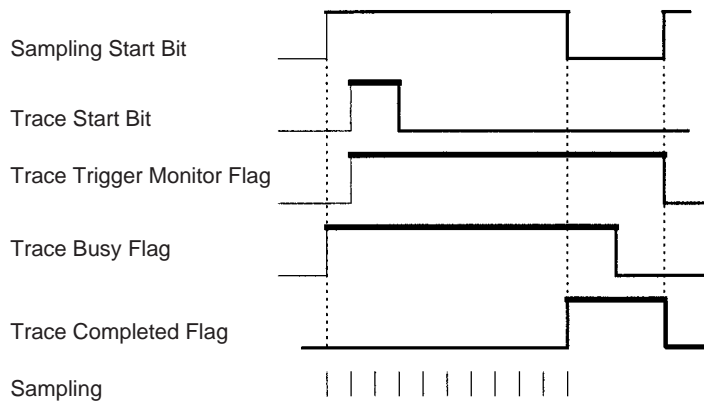 Sampling Start Bit
Trace Start Bit
Trace Trigger Monitor Flag
Trace Busy Flag
Trace Completed Flag
Sampling